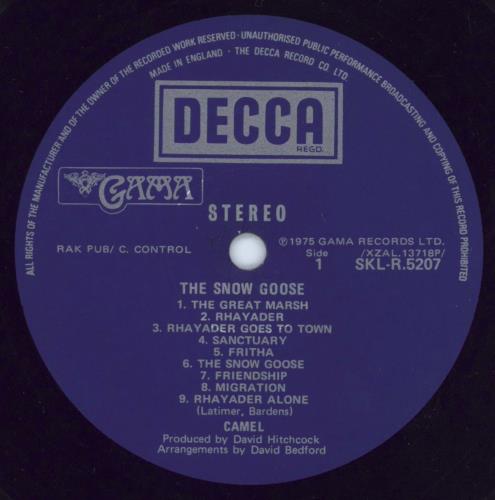 ALL RIGHTS OF THE MANUFACTURER AND OF THE OWNER OF THE RECORDED WORK RESERVED · UNAUTHORISED PUBLIC PERFORMANCE BROADCASTING AND COPYING OF THIS RECORD PROHIBITED
MADE IN ENGLAND · THE DECCA RECORD CO LTD
DECCA
REGD.
GAMA
STEREO
RAK PUB/ C. CONTROL
℗1975 GAMA RECORDS LTD.
Side /XZAL.13718P/
1 SKL-R.5207
THE SNOW GOOSE
1. THE GREAT MARSH
2. RHAYADER
3. RHAYADER GOES TO TOWN
4. SANCTUARY
5. FRITHA
6. THE SNOW GOOSE
7. FRIENDSHIP
8. MIGRATION
9. RHAYADER ALONE
(Latimer, Bardens)
CAMEL
Produced by David Hitchcock
Arrangements by David Bedford